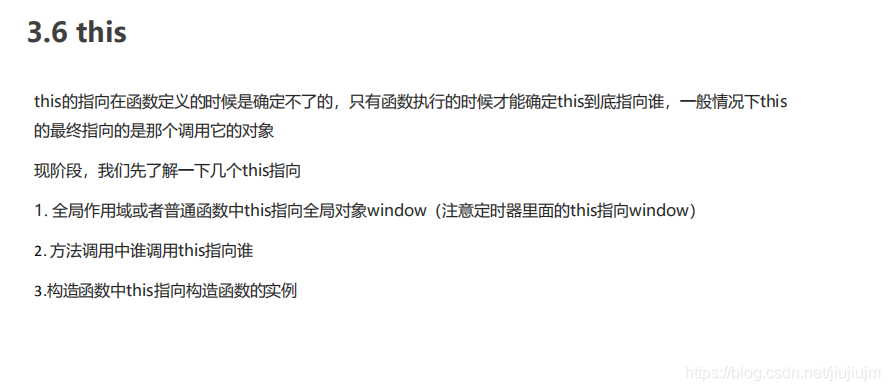 3.6 this
this的指向在函数定义的时候是确定不了的，只有函数执行的时候才能确定this到底指向谁，一般情况下this
的最终指向的是那个调用它的对象
现阶段，我们先了解一下几个this指向
1. 全局作用域或者普通函数中this指向全局对象window（注意定时器里面的this指向window）
2. 方法调用中谁调用this指向谁
3.构造函数中this指向构造函数的实例
https://blog.csdn.net/jiujiujm